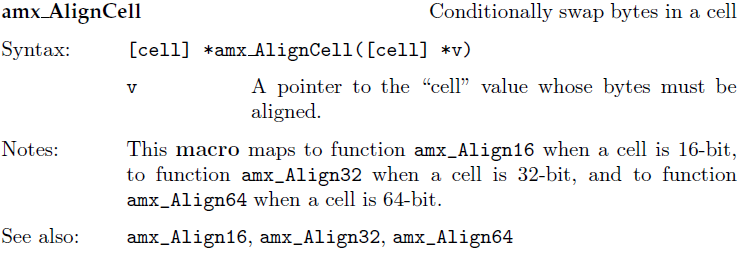 amx_AlignCell Conditionally swap bytes in a cell
Syntax: [cell] *amx_AlignCell([cell] *v)
v A pointer to the “cell” value whose bytes must be
aligned.
Notes: This macro maps to function amx_Align16 when a cell is 16-bit,
to function amx_Align32 when a cell is 32-bit, and to function
amx_Align64 when a cell is 64-bit.
See also: amx_Align16, amx_Align32, amx_Align64